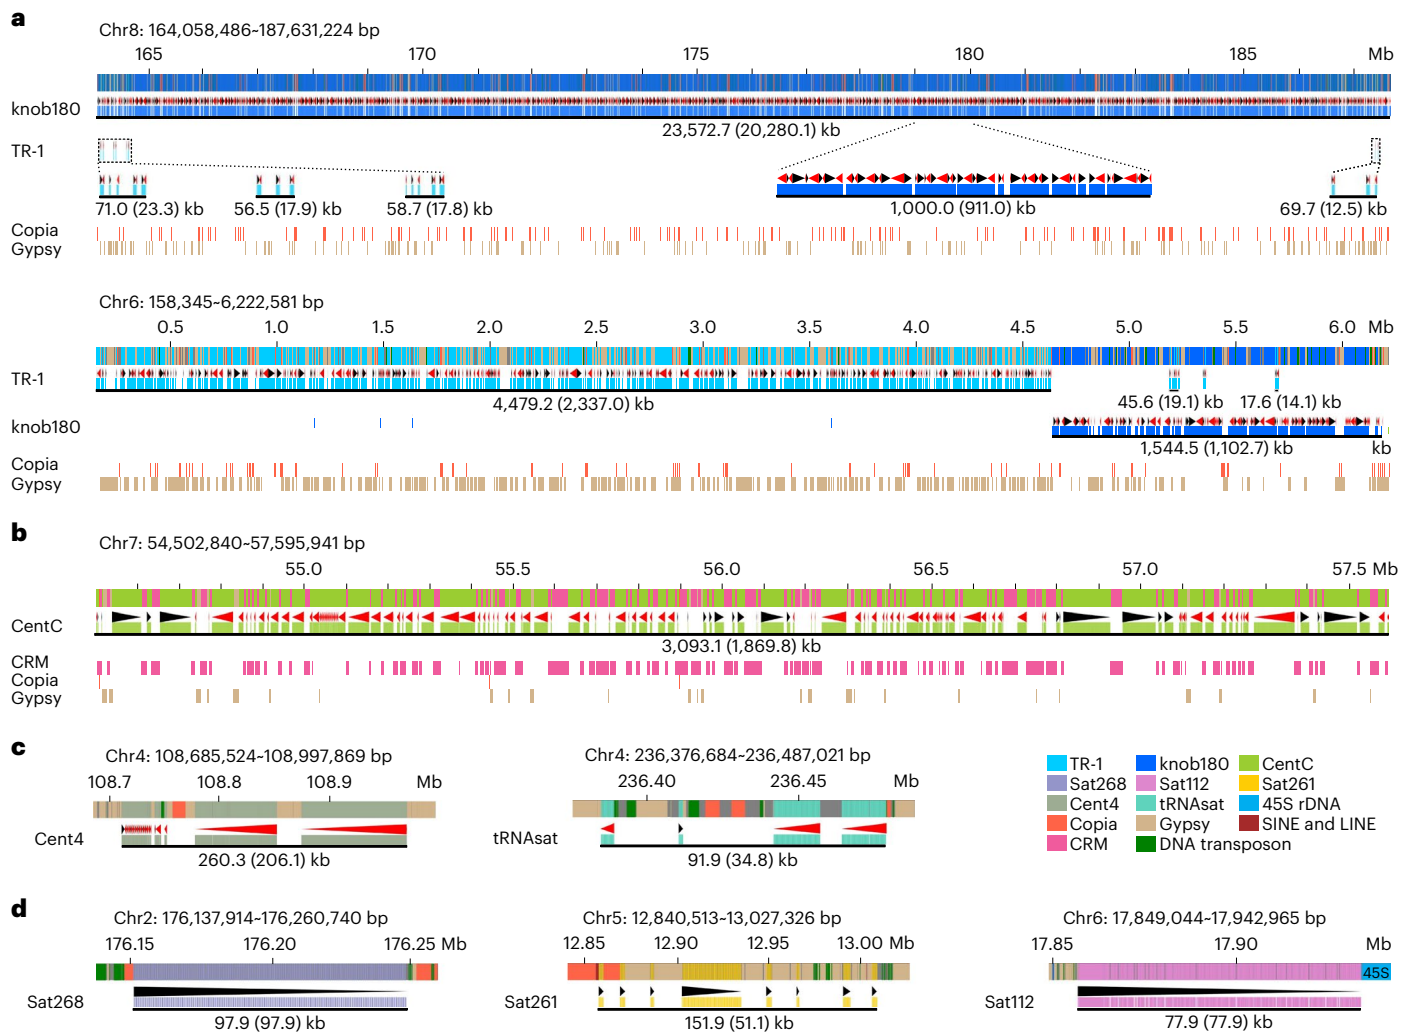 a
Chr8: 164,058,486~187,631,224 bp
165 170 175 180 185 Mb
knob180
23,572.7 (20,280.1) kb
TR-1
71.0 (23.3) kb 56.5 (17.9) kb 58.7 (17.8) kb 1,000.0 (911.0) kb 69.7 (12.5) kb
Copia
Gypsy
Chr6: 158,345~6,222,581 bp
0.5 1.0 1.5 2.0 2.5 3.0 3.5 4.0 4.5 5.0 5.5 6.0 Mb
TR-1
4,479.2 (2,337.0) kb 45.6 (19.1) kb 17.6 (14.1) kb
knob180
1,544.5 (1,102.7) kb kb
Copia
Gypsy
b
Chr7: 54,502,840~57,595,941 bp
55.0 55.5 56.0 56.5 57.0 57.5 Mb
CentC
3,093.1 (1,869.8) kb
CRM
Copia
Gypsy
c
Chr4: 108,685,524~108,997,869 bp
108.7 108.8 108.9 Mb
Cent4
260.3 (206.1) kb
Chr4: 236,376,684~236,487,021 bp
236.40 236.45 Mb
tRNAsat
91.9 (34.8) kb
TR-1 knob180 CentC
Sat268 Sat112 Sat261
Cent4 tRNAsat 45S rDNA
Copia Gypsy SINE and LINE
CRM DNA transposon
d
Chr2: 176,137,914~176,260,740 bp
176.15 176.20 176.25 Mb
Sat268
97.9 (97.9) kb
Chr5: 12,840,513~13,027,326 bp
12.85 12.90 12.95 13.00 Mb
Sat261
151.9 (51.1) kb
Chr6: 17,849,044~17,942,965 bp
17.85 17.90 Mb
45S
Sat112
77.9 (77.9) kb